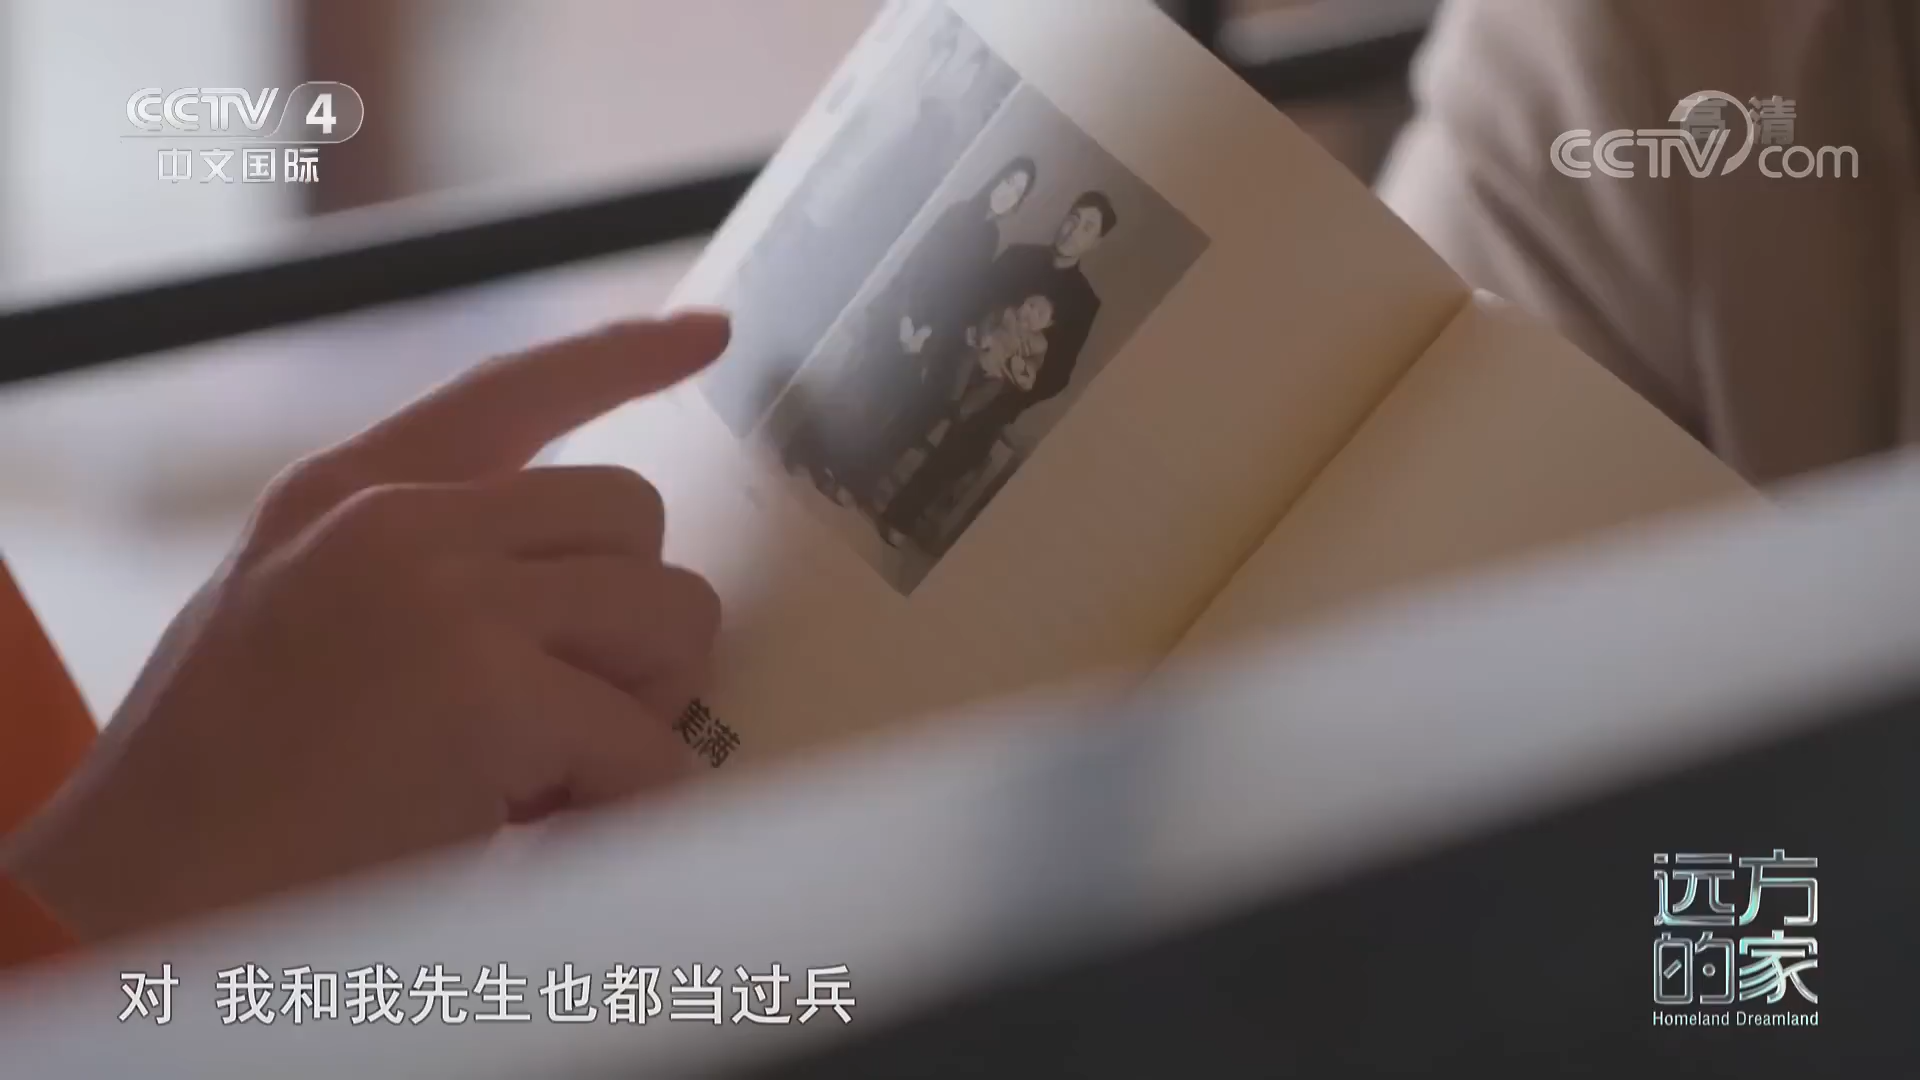 CCTV 4
中文国际
高清
CCTV.com
对 我和我先生也都当过兵
远方
的家
Homeland Dreamland